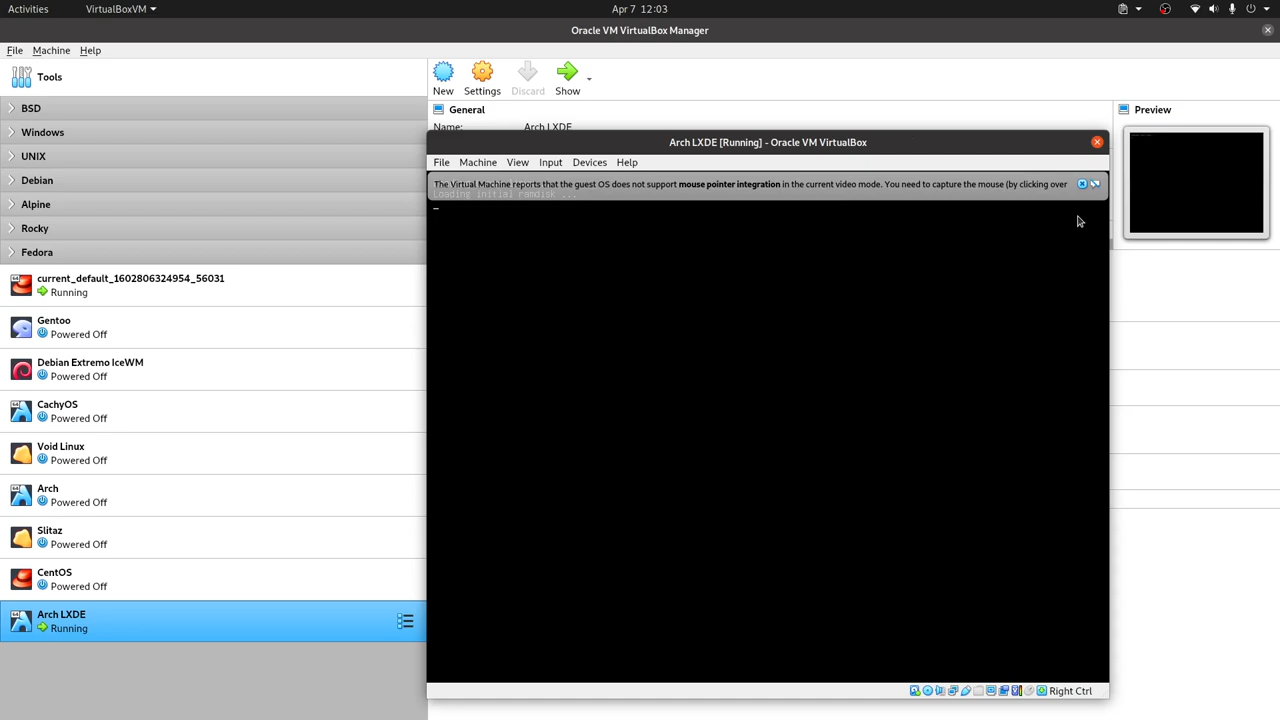 Activities
VirtualBoxVM
Apr 7 12:03
Oracle VM VirtualBox Manager
File Machine Help
Tools
New Settings Discard Show
BSD
Windows
UNIX
Debian
Alpine
Rocky
Fedora
current_default_1602806324954_56031
Running
Gentoo
Powered Off
Debian Extremo IceWM
Powered Off
CachyOS
Powered Off
Void Linux
Powered Off
Arch
Powered Off
Slitaz
Powered Off
CentOS
Powered Off
Arch LXDE
Running
General
Name: Arch LXDE
Preview
Arch LXDE [Running] - Oracle VM VirtualBox
File Machine View Input Devices Help
The Virtual Machine reports that the guest OS does not support mouse pointer integration in the current video mode. You need to capture the mouse (by clicking over
Loading initial ramdisk ...
_
Right Ctrl